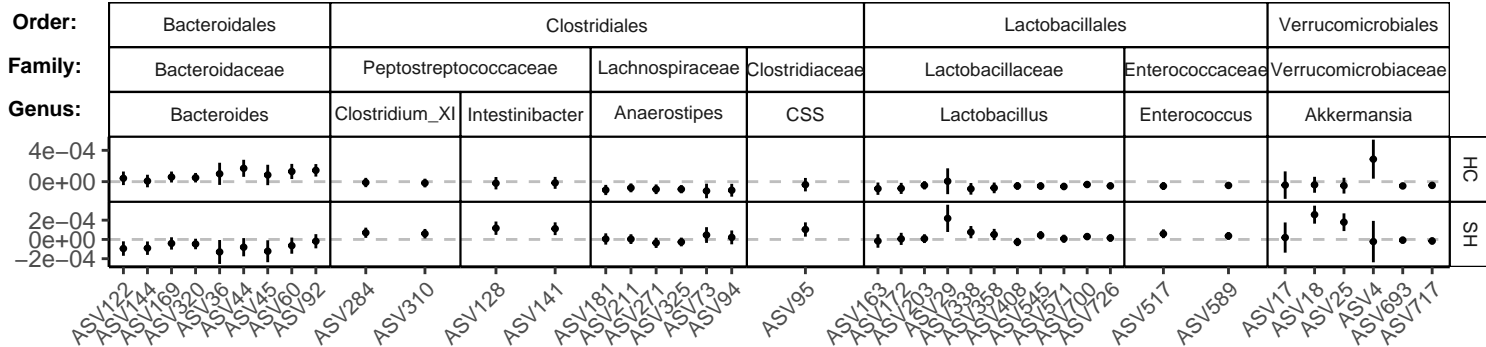 Order: Bacteroidales Clostridiales Lactobacillales Verrucomicrobiales
Family: Bacteroidaceae Peptostreptococcaceae Lachnospiraceae Clostridiaceae Lactobacillaceae Enterococcaceae Verrucomicrobiaceae
Genus: Bacteroides Clostridium_XI Intestinibacter Anaerostipes CSS Lactobacillus Enterococcus Akkermansia
4e−04
0e+00
HC
2e−04
0e+00
−2e−04
SH
ASV122 ASV144 ASV169 ASV320 ASV36 ASV44 ASV45 ASV60 ASV92 ASV284 ASV310 ASV128 ASV141 ASV181 ASV211 ASV271 ASV325 ASV73 ASV94 ASV95 ASV163 ASV172 ASV203 ASV29 ASV338 ASV358 ASV408 ASV545 ASV571 ASV700 ASV726 ASV517 ASV589 ASV17 ASV18 ASV25 ASV4 ASV693 ASV717